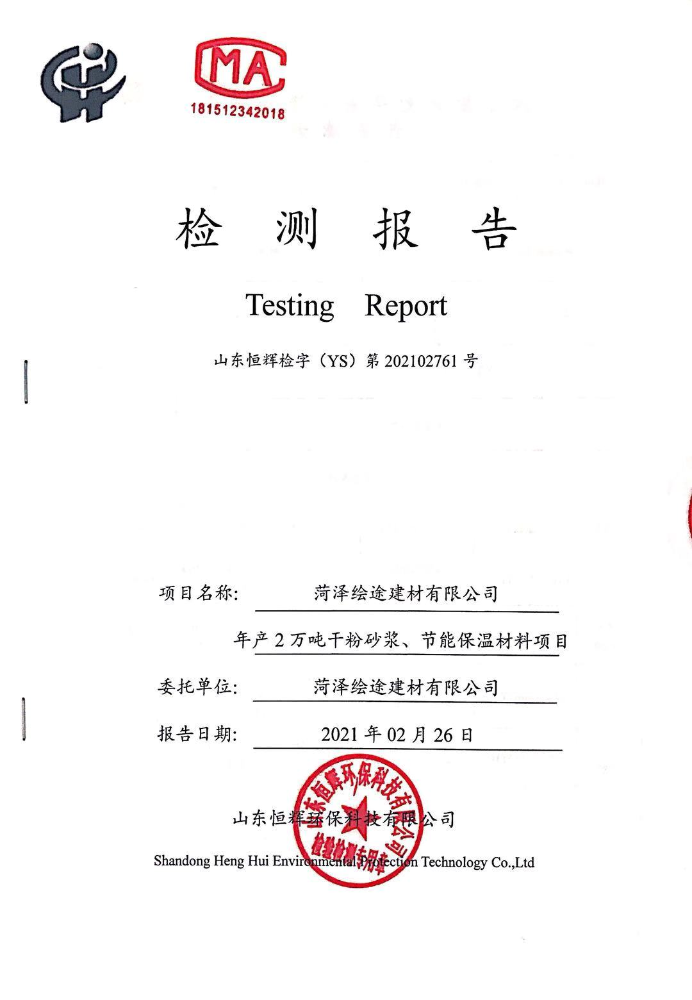 MA
181512342018
检测报告
Testing Report
山东恒辉检字（YS）第 202102761 号
项目名称: 菏泽绘途建材有限公司
年产 2 万吨干粉砂浆、节能保温材料项目
委托单位: 菏泽绘途建材有限公司
报告日期: 2021 年 02 月 26 日
山东恒辉环保科技有限公司
检验检测专用章
山东恒辉环保科技有限公司
Shandong Heng Hui Environmental Protection Technology Co.,Ltd